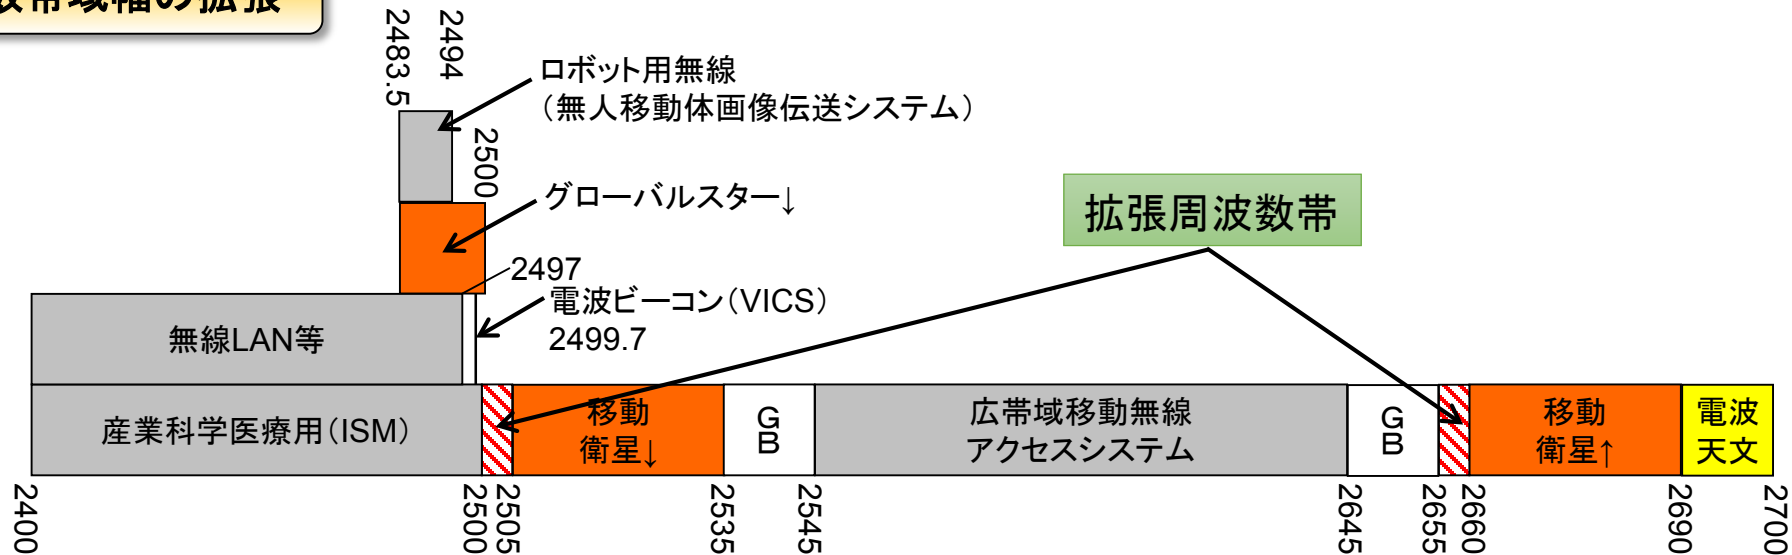 帯域幅の拡張
2483.5
2494
ロボット用無線
（無人移動体画像伝送システム）
2500
グローバルスター↓
拡張周波数帯
2497
電波ビーコン（VICS）
2499.7
無線LAN等
産業科学医療用（ISM）
移動
衛星↓
GB
広帯域移動無線
アクセスシステム
GB
移動
衛星↑
電波
天文
2400
2500
2505
2535
2545
2645
2655
2660
2690
2700